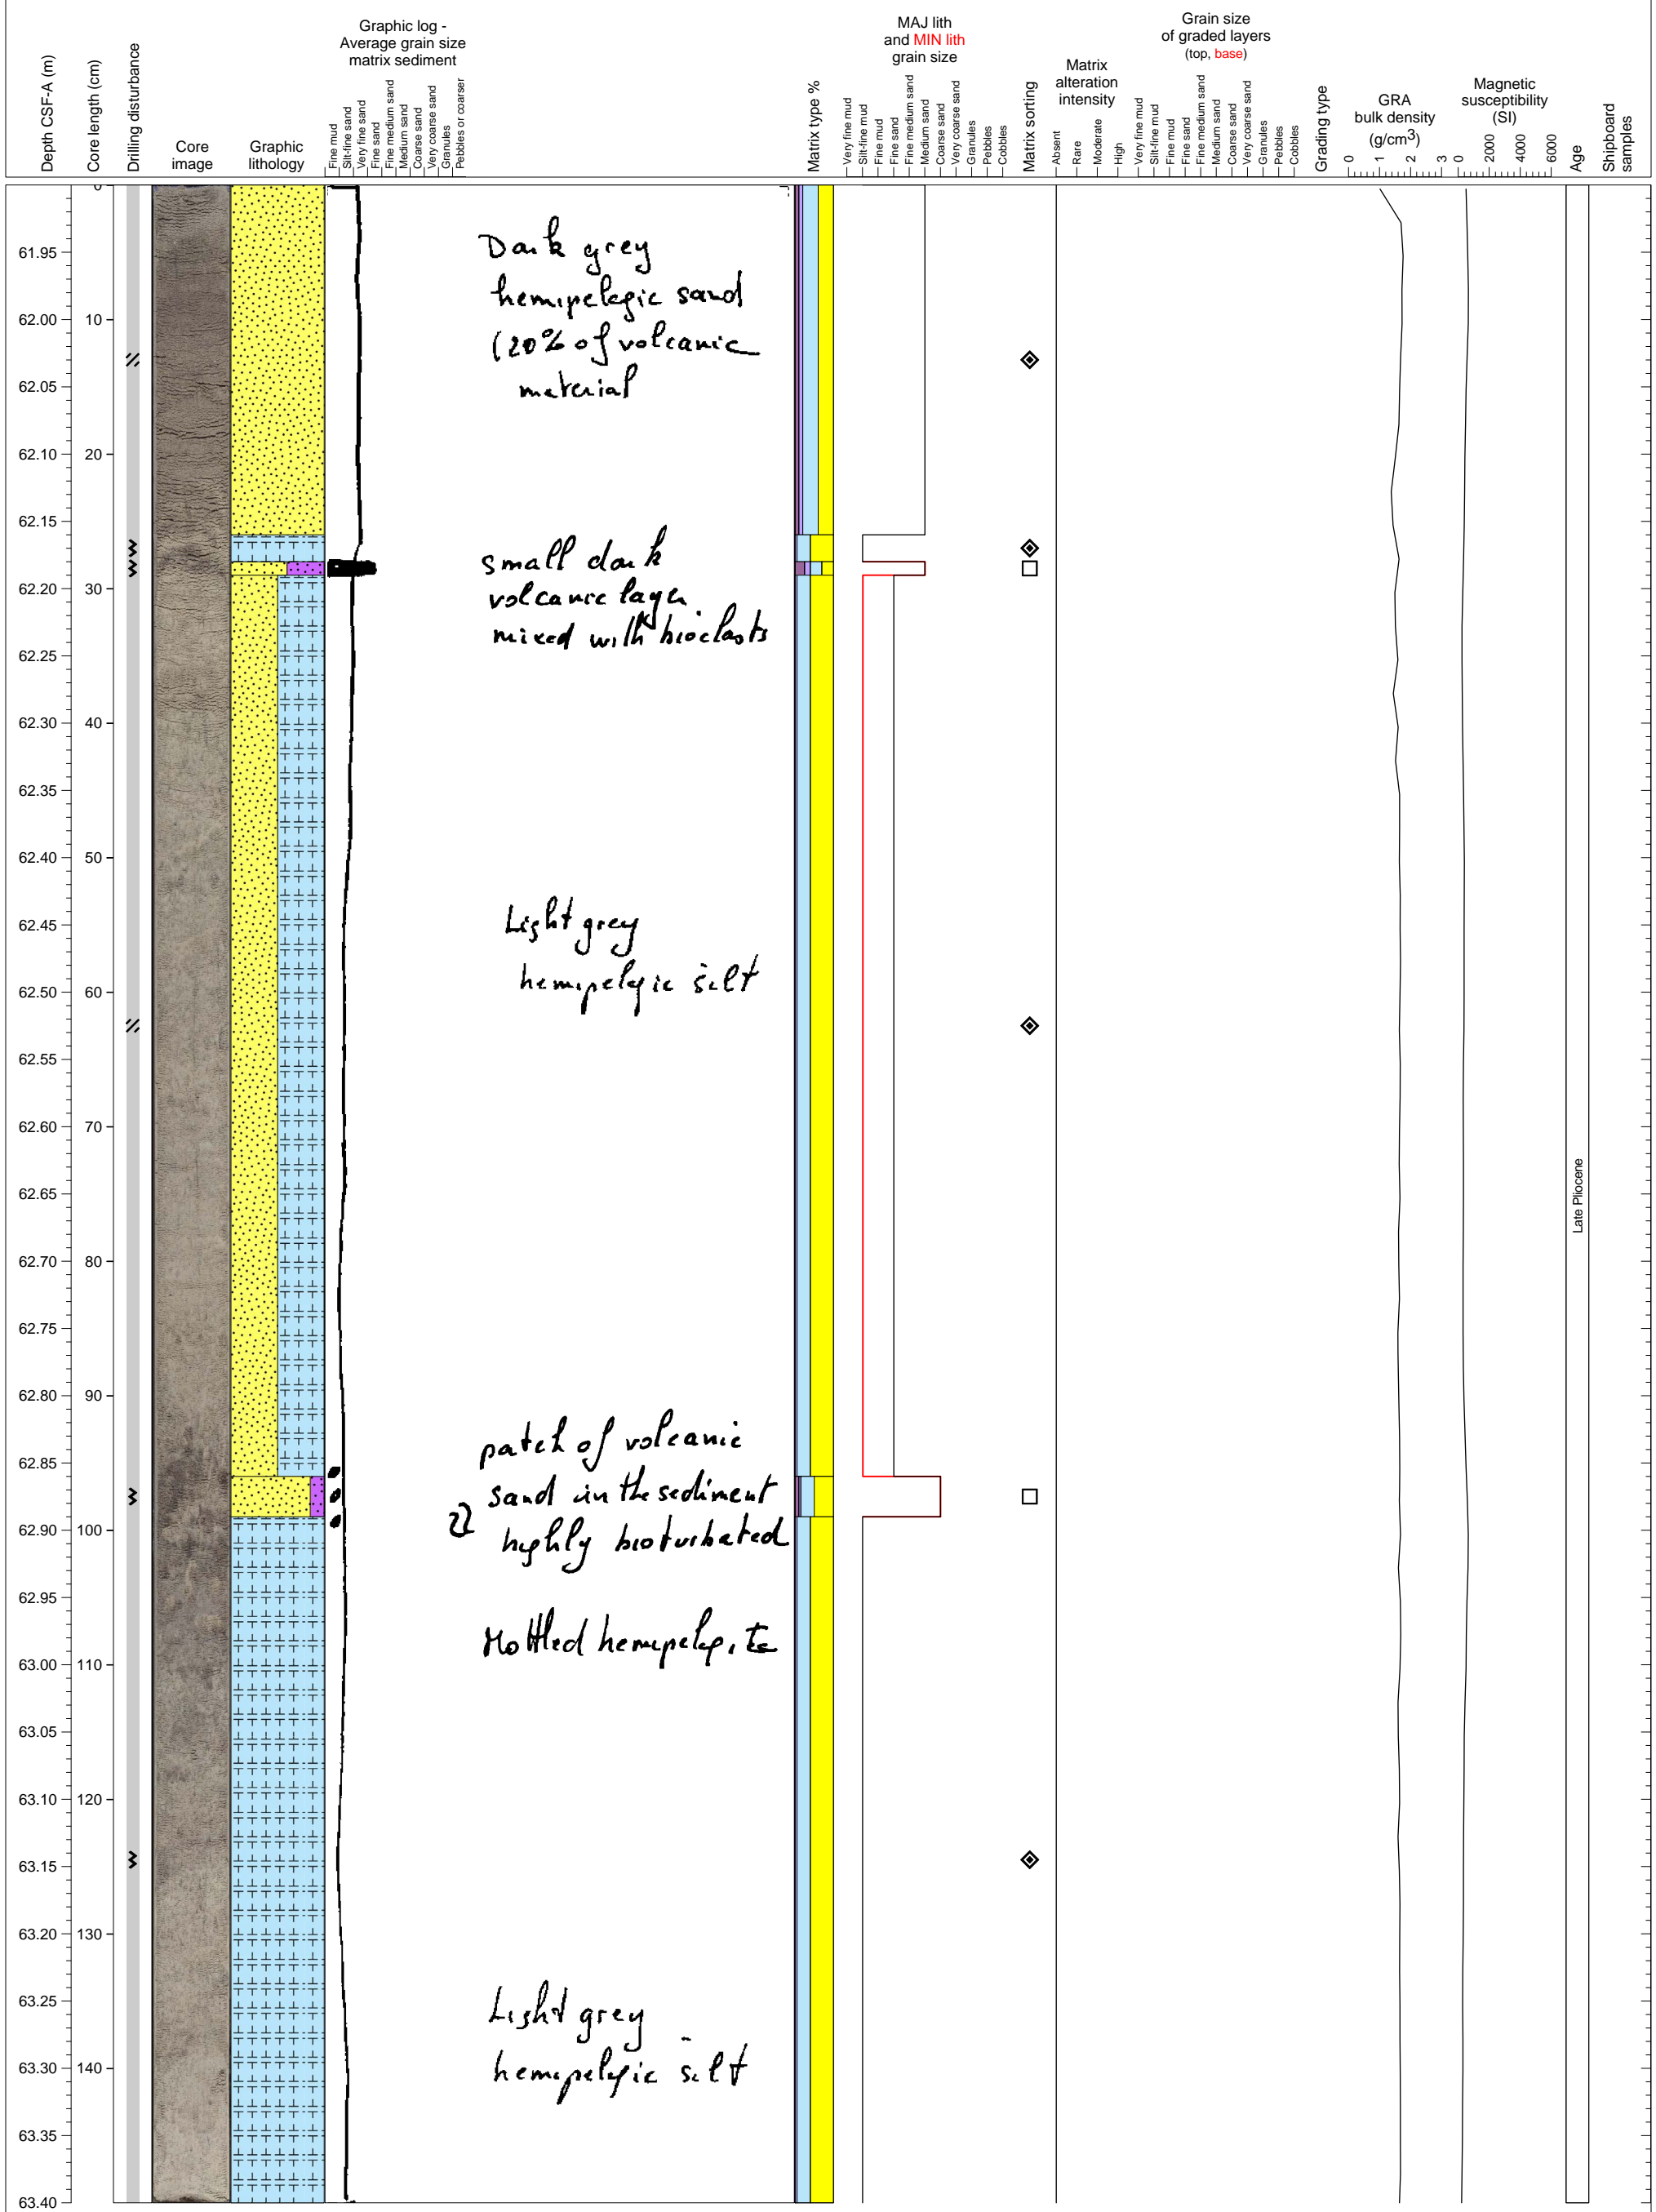 Depth CSF-A (m)
Core length (cm)
Drilling disturbance
Core
image
Graphic
lithology
Graphic log -
Average grain size
matrix sediment
Fine mud
Silt-fine sand
Very fine sand
Fine sand
Fine medium sand
Medium sand
Coarse sand
Very coarse sand
Granules
Pebbles or coarser
Matrix type %
MAJ lith
and MIN lith
grain size
Very fine mud
Silt-fine mud
Fine mud
Fine sand
Fine medium sand
Medium sand
Coarse sand
Very coarse sand
Granules
Pebbles
Cobbles
Matrix sorting
Matrix
alteration
intensity
Absent
Rare
Moderate
High
Grain size
of graded layers
(top, base)
Very fine mud
Silt-fine mud
Fine mud
Fine sand
Fine medium sand
Medium sand
Coarse sand
Very coarse sand
Granules
Pebbles
Cobbles
Grading type
GRA
bulk density
(g/cm3)
0 1 2 3
Magnetic
susceptibility
(SI)
0 2000 4000 6000
Age
Shipboard
samples
0
61.95
62.00 10
62.05
62.10 20
62.15
62.20 30
62.25
62.30 40
62.35
62.40 50
62.45
62.50 60
62.55
62.60 70
62.65
62.70 80
62.75
62.80 90
62.85
62.90 100
62.95
63.00 110
63.05
63.10 120
63.15
63.20 130
63.25
63.30 140
63.35
63.40
Dark grey
hemipelagic sand
(20% of volcanic
material
small dark
volcanic layer
mixed with bioclasts
Light grey
hemipelagic silt
patch of volcanic
sand in the sediment
highly bioturbated
Mottled hemipelagite
Light grey
hemipelagic silt
Late Pliocene